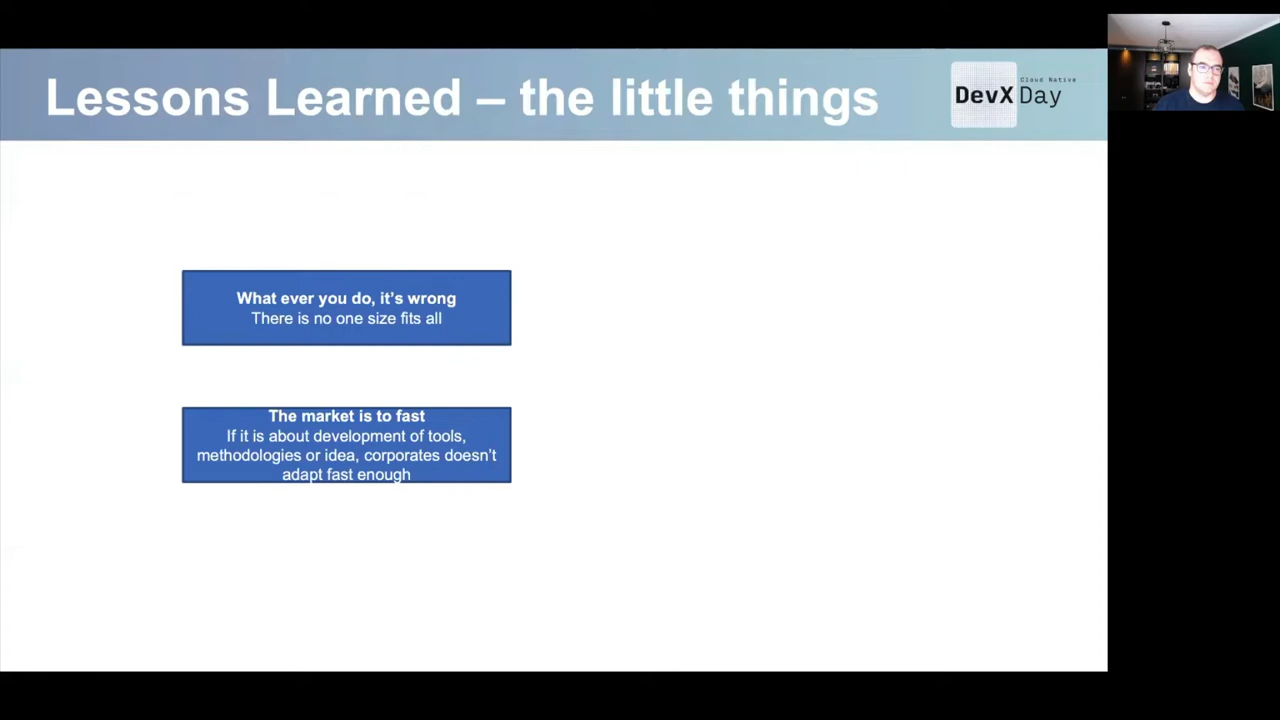 Lessons Learned – the little things
Cloud Native
DevX Day
What ever you do, it's wrong
There is no one size fits all
The market is to fast
If it is about development of tools,
methodologies or idea, corporates doesn't
adapt fast enough